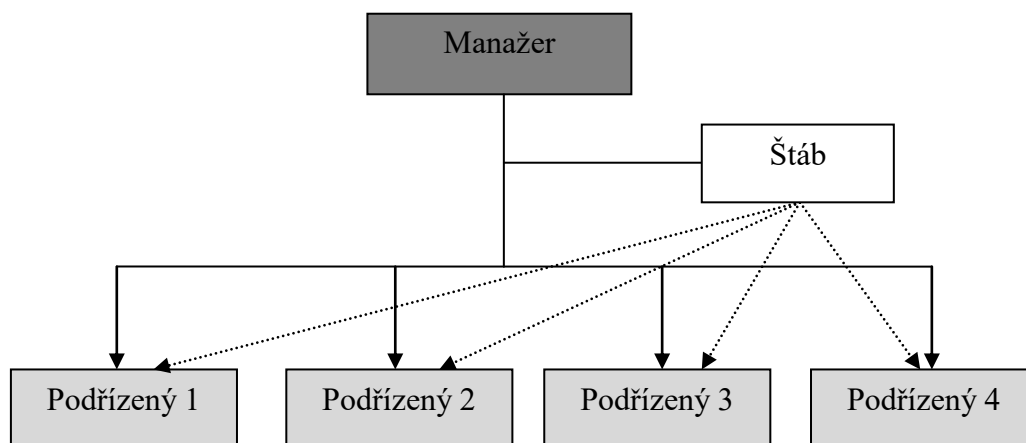 Manažer
Štáb
Podřízený 1
Podřízený 2
Podřízený 3
Podřízený 4